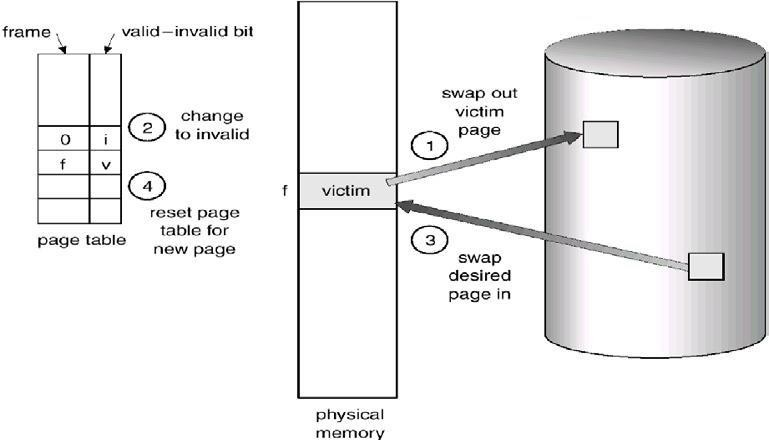 frame
valid–invalid bit
0 i
f v
page table
2
change
to invalid
4
reset page
table for
new page
f
victim
physical
memory
1
swap out
victim
page
3
swap
desired
page in